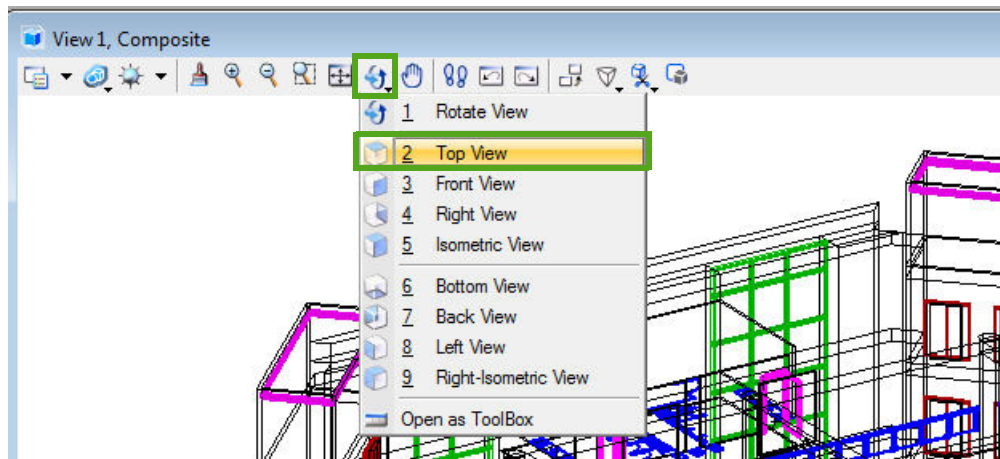 View 1, Composite
1 Rotate View
2 Top View
3 Front View
4 Right View
5 Isometric View
6 Bottom View
7 Back View
8 Left View
9 Right-Isometric View
Open as ToolBox